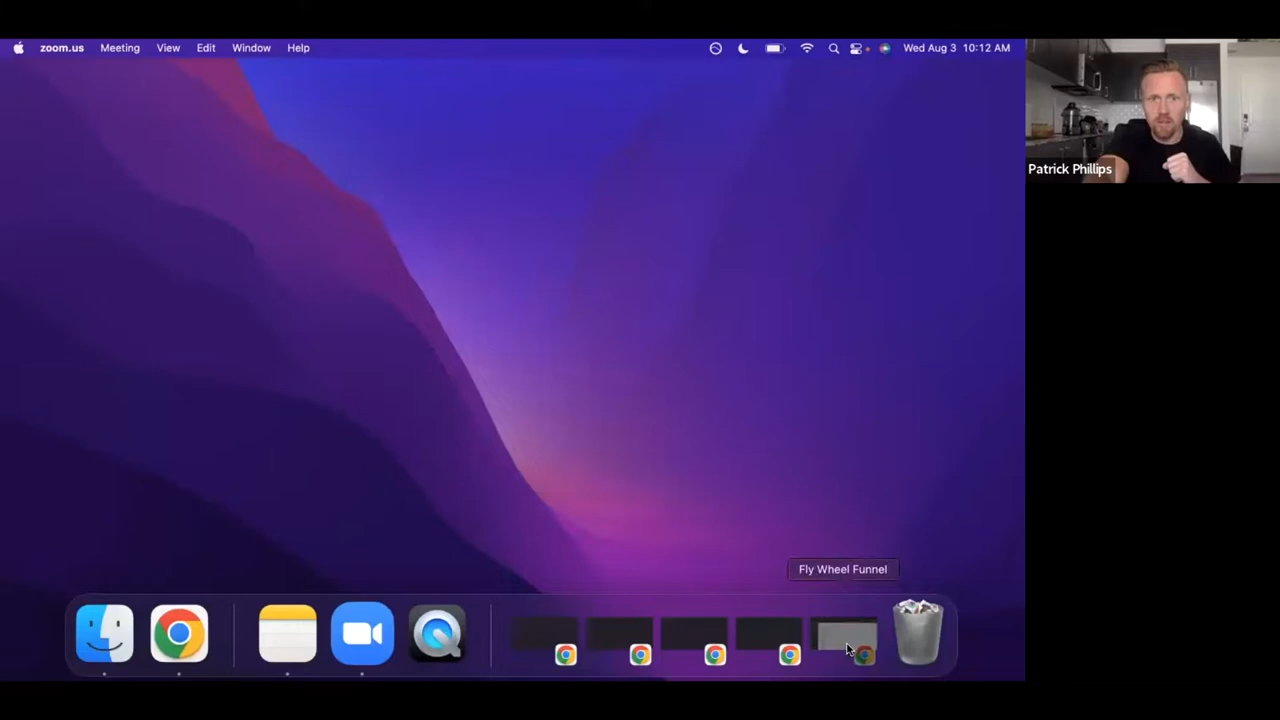 zoom.us Meeting View Edit Window Help Wed Aug 3 10:12 AM
Patrick Phillips
Fly Wheel Funnel